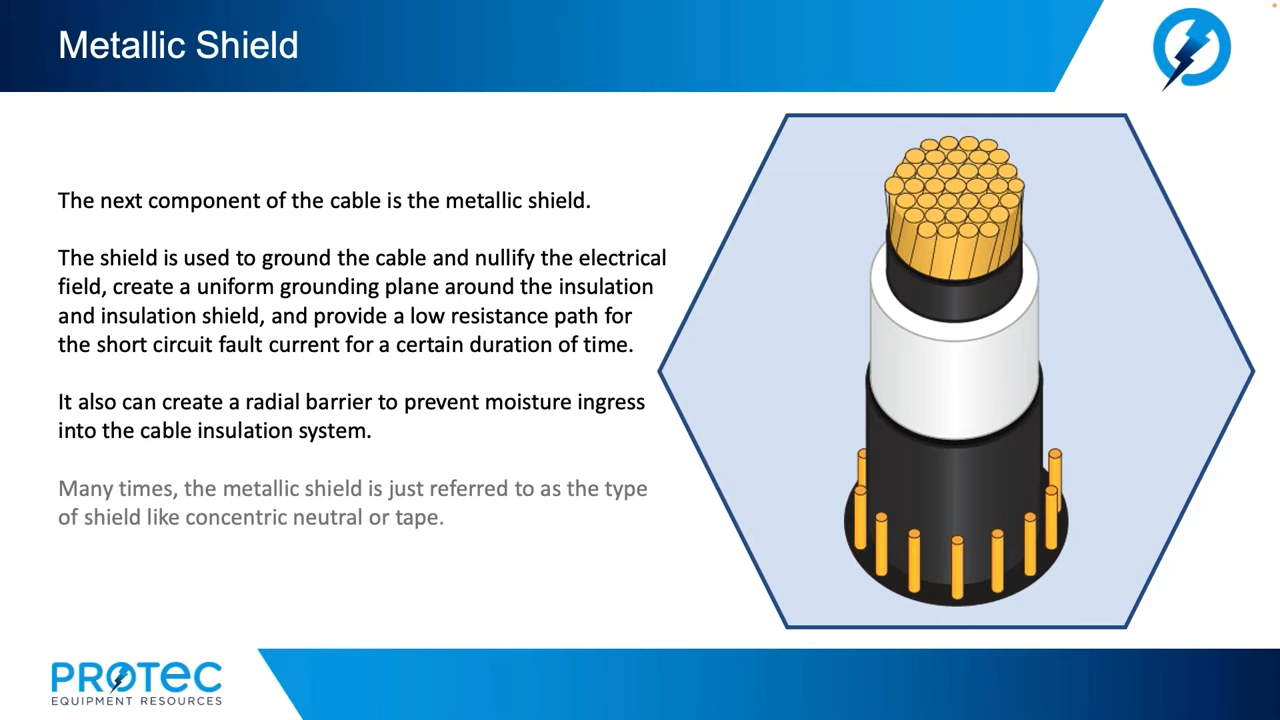 Metallic Shield
The next component of the cable is the metallic shield.
The shield is used to ground the cable and nullify the electrical
field, create a uniform grounding plane around the insulation
and insulation shield, and provide a low resistance path for
the short circuit fault current for a certain duration of time.
It also can create a radial barrier to prevent moisture ingress
into the cable insulation system.
Many times, the metallic shield is just referred to as the type
of shield like concentric neutral or tape.
PROTEC
EQUIPMENT RESOURCES